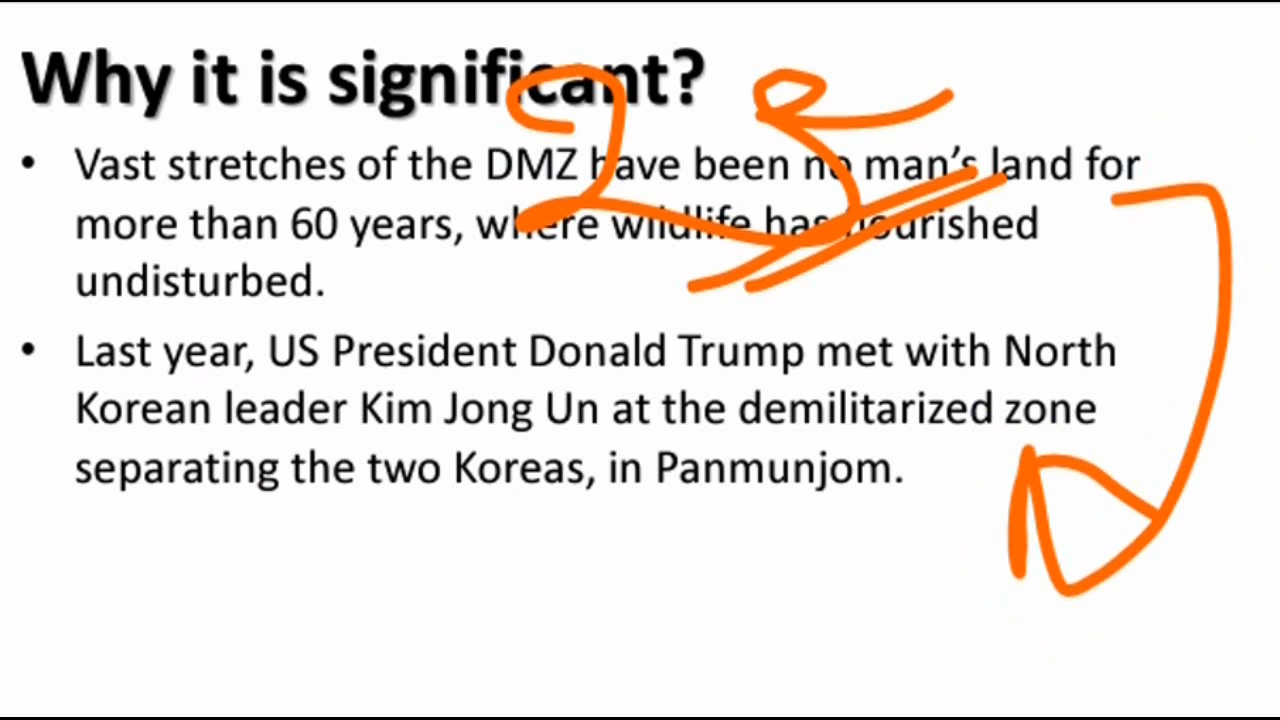 Why it is significant?
• Vast stretches of the DMZ have been no man's land for
more than 60 years, where wildlife has flourished
undisturbed.
• Last year, US President Donald Trump met with North
Korean leader Kim Jong Un at the demilitarized zone
separating the two Koreas, in Panmunjom.